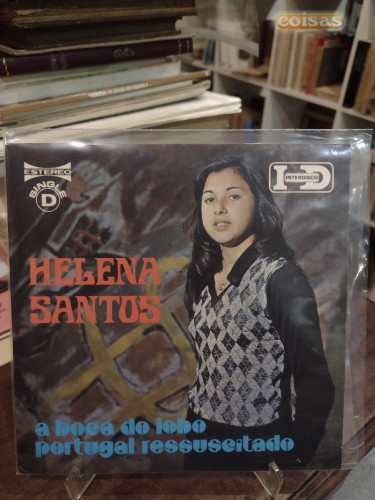 coisas
ESTEREO
SINGLE
D
INTERDISCO
HELENA
SANTOS
a boca do lobo
portugal ressuscitado